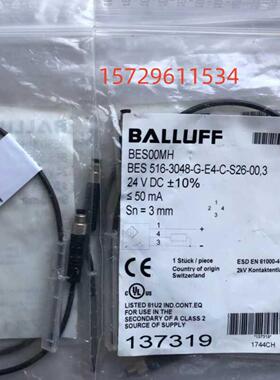 15729611534
BALLUFF
BES00MH
BES 516-3048-G-E4-C-S26-00,3
24 V DC ±10%
≤ 50 mA
Sn = 3 mm
1 Stück / piece
COUNTRY OF ORIGIN
ESD EN 61000-4
2kV Kontaktentl
LISTED 81U2 IND.CONT.EQ
FOR USE IN THE
SECONDARY OF A CLASS 2
SOURCE OF SUPPLY
137319
*137319*
1744CH